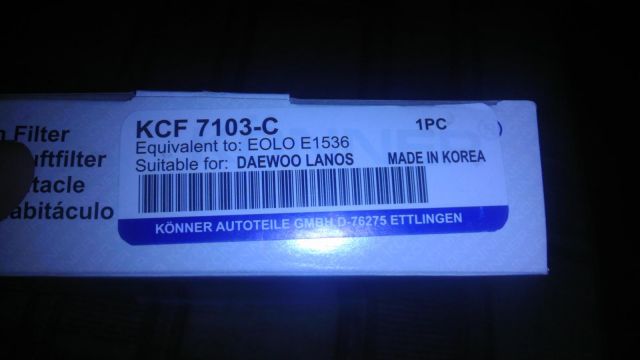 Filter
uftfilter
tacle
abitáculo
KCF 7103-C
1PC
Equivalent to: EOLO E1536
Suitable for: DAEWOO LANOS
MADE IN KOREA
KÖNNER AUTOTEILE GMBH D-76275 ETTLINGEN